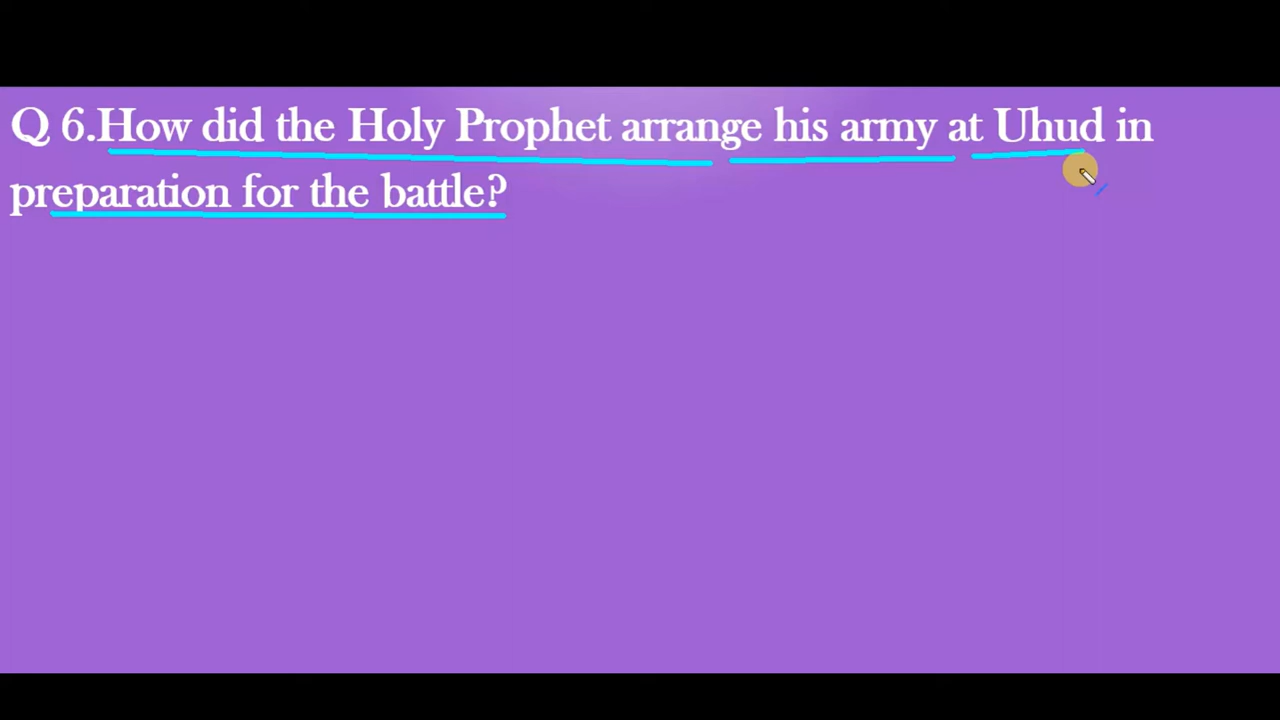 Q 6.How did the Holy Prophet arrange his army at Uhud in
preparation for the battle?